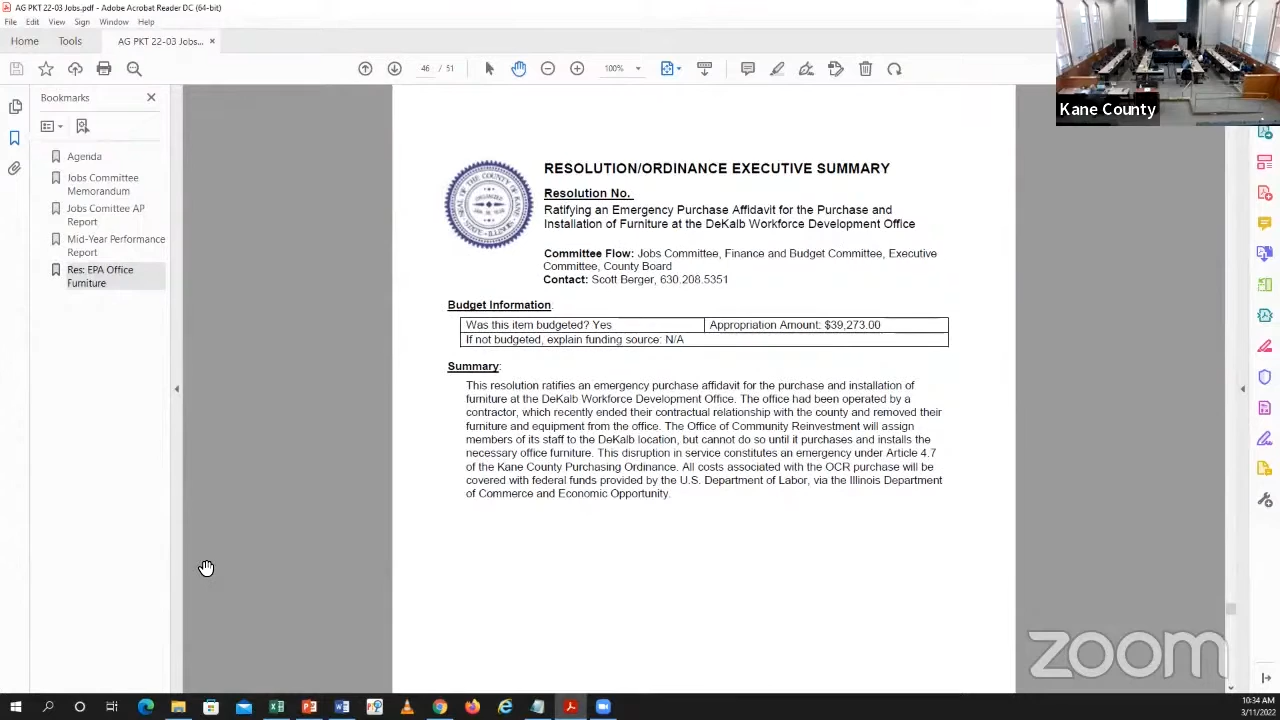 AG PKT 22-03 Jobs.pdf - Adobe Acrobat Reader DC (64-bit)
File Edit View Sign Window Help
Home Tools AG PKT 22-03 Jobs... ×
46 / 51 100%
Kane County
Bookmarks
Agenda
Jobs Committee
Memorandum
Jobs Comittee AP
Report
Mid-Year Performance
Report
Res: EPA Office
Furniture
RESOLUTION/ORDINANCE EXECUTIVE SUMMARY
Resolution No.
Ratifying an Emergency Purchase Affidavit for the Purchase and
Installation of Furniture at the DeKalb Workforce Development Office
Committee Flow: Jobs Committee, Finance and Budget Committee, Executive
Committee, County Board
Contact: Scott Berger, 630.208.5351
Budget Information:
Was this item budgeted? Yes Appropriation Amount: $39,273.00
If not budgeted, explain funding source: N/A
Summary:
This resolution ratifies an emergency purchase affidavit for the purchase and installation of
furniture at the DeKalb Workforce Development Office. The office had been operated by a
contractor, which recently ended their contractual relationship with the county and removed their
furniture and equipment from the office. The Office of Community Reinvestment will assign
members of its staff to the DeKalb location, but cannot do so until it purchases and installs the
necessary office furniture. This disruption in service constitutes an emergency under Article 4.7
of the Kane County Purchasing Ordinance. All costs associated with the OCR purchase will be
covered with federal funds provided by the U.S. Department of Labor, via the Illinois Department
of Commerce and Economic Opportunity.
zoom
10:34 AM
3/11/2022